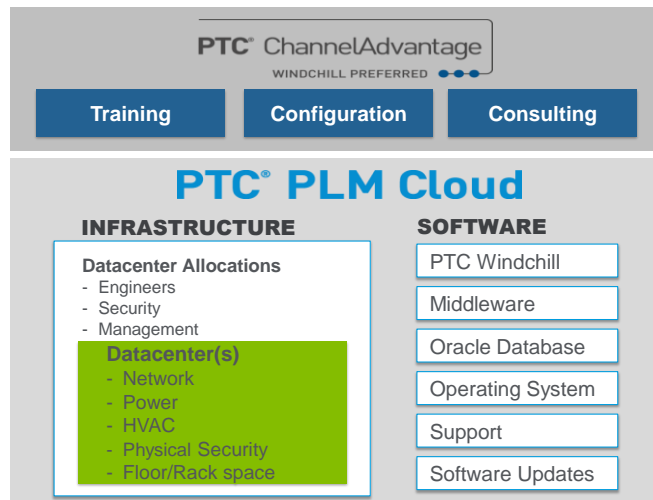 PTC® ChannelAdvantage
WINDCHILL PREFERRED
Training
Configuration
Consulting
PTC® PLM Cloud
INFRASTRUCTURE
Datacenter Allocations
- Engineers
- Security
- Management
Datacenter(s)
- Network
- Power
- HVAC
- Physical Security
- Floor/Rack space
SOFTWARE
PTC Windchill
Middleware
Oracle Database
Operating System
Support
Software Updates